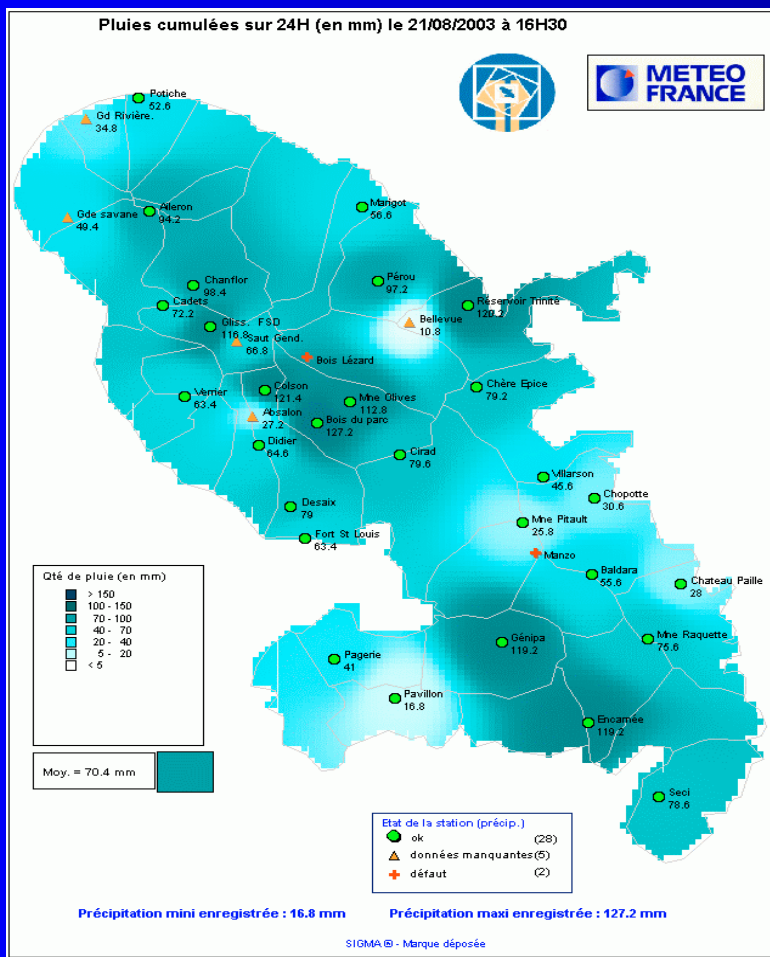 Pluies cumulées sur 24H (en mm) le 21/08/2003 à 16H30
METEO
FRANCE
Potiche
52.6
Gd Rivière.
34.8
Aileron
94.2
Gde savane
49.4
Marigot
56.6
Chanflor
98.4
Pérou
97.2
Cadets
72.2
Réservoir Trinité
Bellevue
10.8
Gliss. FSD
116.8
Saut Gend.
66.8
Bois Lézard
Chère Epice
79.2
Verrier
63.4
Colson
121.4
Mne Olives
112.8
Absalon
27.2
Bois du parc
127.2
Didier
64.6
Cirad
79.6
Villarson
45.6
Chopotte
30.6
Desaix
79
Mne Pitault
25.8
Fort St Louis
63.4
Manzo
Baldara
55.6
Chateau Paille
28
Qté de pluie (en mm)
> 150
100 - 150
70 - 100
40 - 70
20 - 40
5 - 20
< 5
Génipa
119.2
Mne Raquette
75.6
Pagerie
41
Pavillon
16.8
Encarnée
119.2
Moy. = 70.4 mm
Seci
78.6
Etat de la station (précip.)
ok (28)
données manquantes (5)
défaut (2)
Précipitation mini enregistrée : 16.8 mm Précipitation maxi enregistrée : 127.2 mm
SIGMA ® - Marque déposée